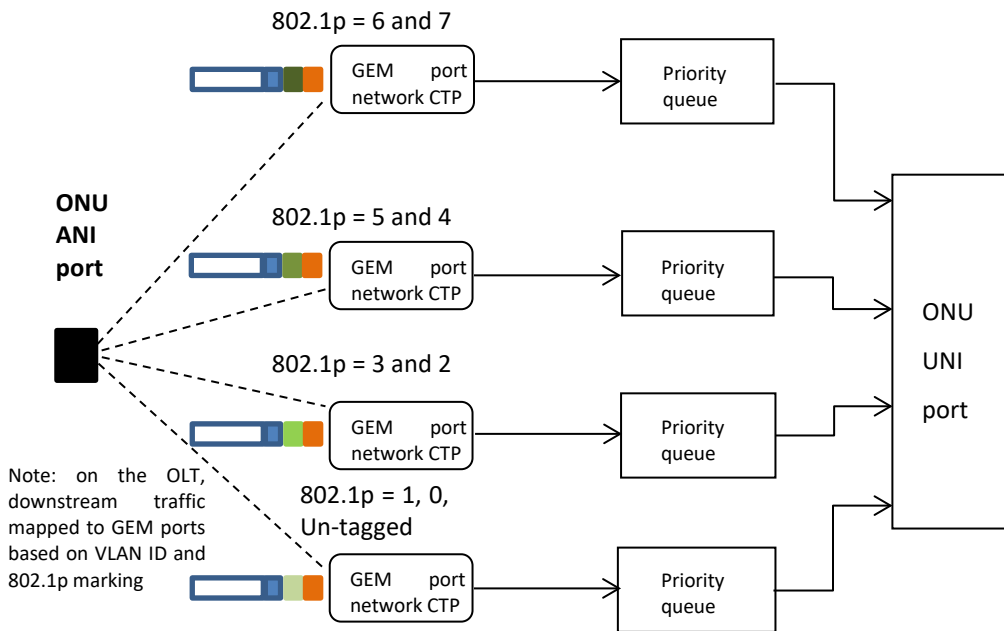 802.1p = 6 and 7
GEM port
network CTP
Priority
queue
ONU
ANI
port
802.1p = 5 and 4
GEM port
network CTP
Priority
queue
ONU
UNI
port
802.1p = 3 and 2
GEM port
network CTP
Priority
queue
Note: on the OLT,
downstream traffic
mapped to GEM ports
based on VLAN ID and
802.1p marking
802.1p = 1, 0,
Un-tagged
GEM port
network CTP
Priority
queue